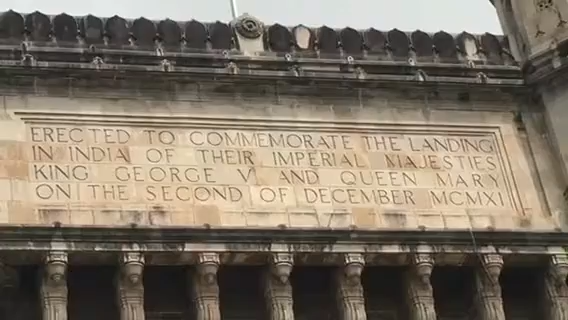 ERECTED TO COMMEMORATE THE LANDING
IN INDIA OF THEIR IMPERIAL MAJESTIES
KING GEORGE V AND QUEEN MARY
ON THE SECOND OF DECEMBER MCMXI